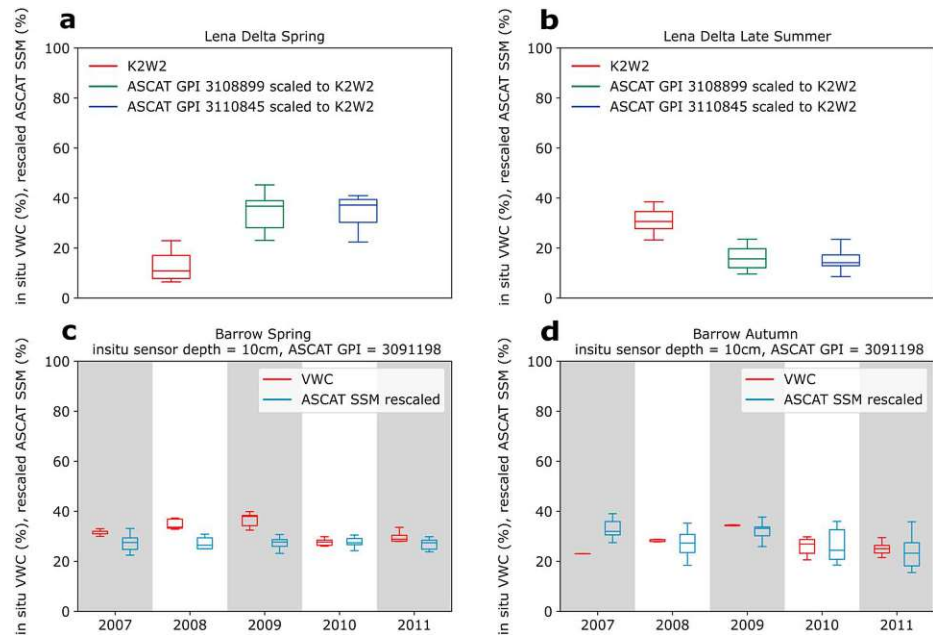 a
Lena Delta Spring
in situ VWC (%), rescaled ASCAT SSM (%)
100
80
60
40
20
0
K2W2
ASCAT GPI 3108899 scaled to K2W2
ASCAT GPI 3110845 scaled to K2W2
b
Lena Delta Late Summer
in situ VWC (%), rescaled ASCAT SSM (%)
100
80
60
40
20
0
K2W2
ASCAT GPI 3108899 scaled to K2W2
ASCAT GPI 3110845 scaled to K2W2
c
Barrow Spring
insitu sensor depth = 10cm, ASCAT GPI = 3091198
in situ VWC (%), rescaled ASCAT SSM (%)
100
80
60
40
20
0
VWC
ASCAT SSM rescaled
2007 2008 2009 2010 2011
d
Barrow Autumn
insitu sensor depth = 10cm, ASCAT GPI = 3091198
in situ VWC (%), rescaled ASCAT SSM (%)
100
80
60
40
20
0
VWC
ASCAT SSM rescaled
2007 2008 2009 2010 2011